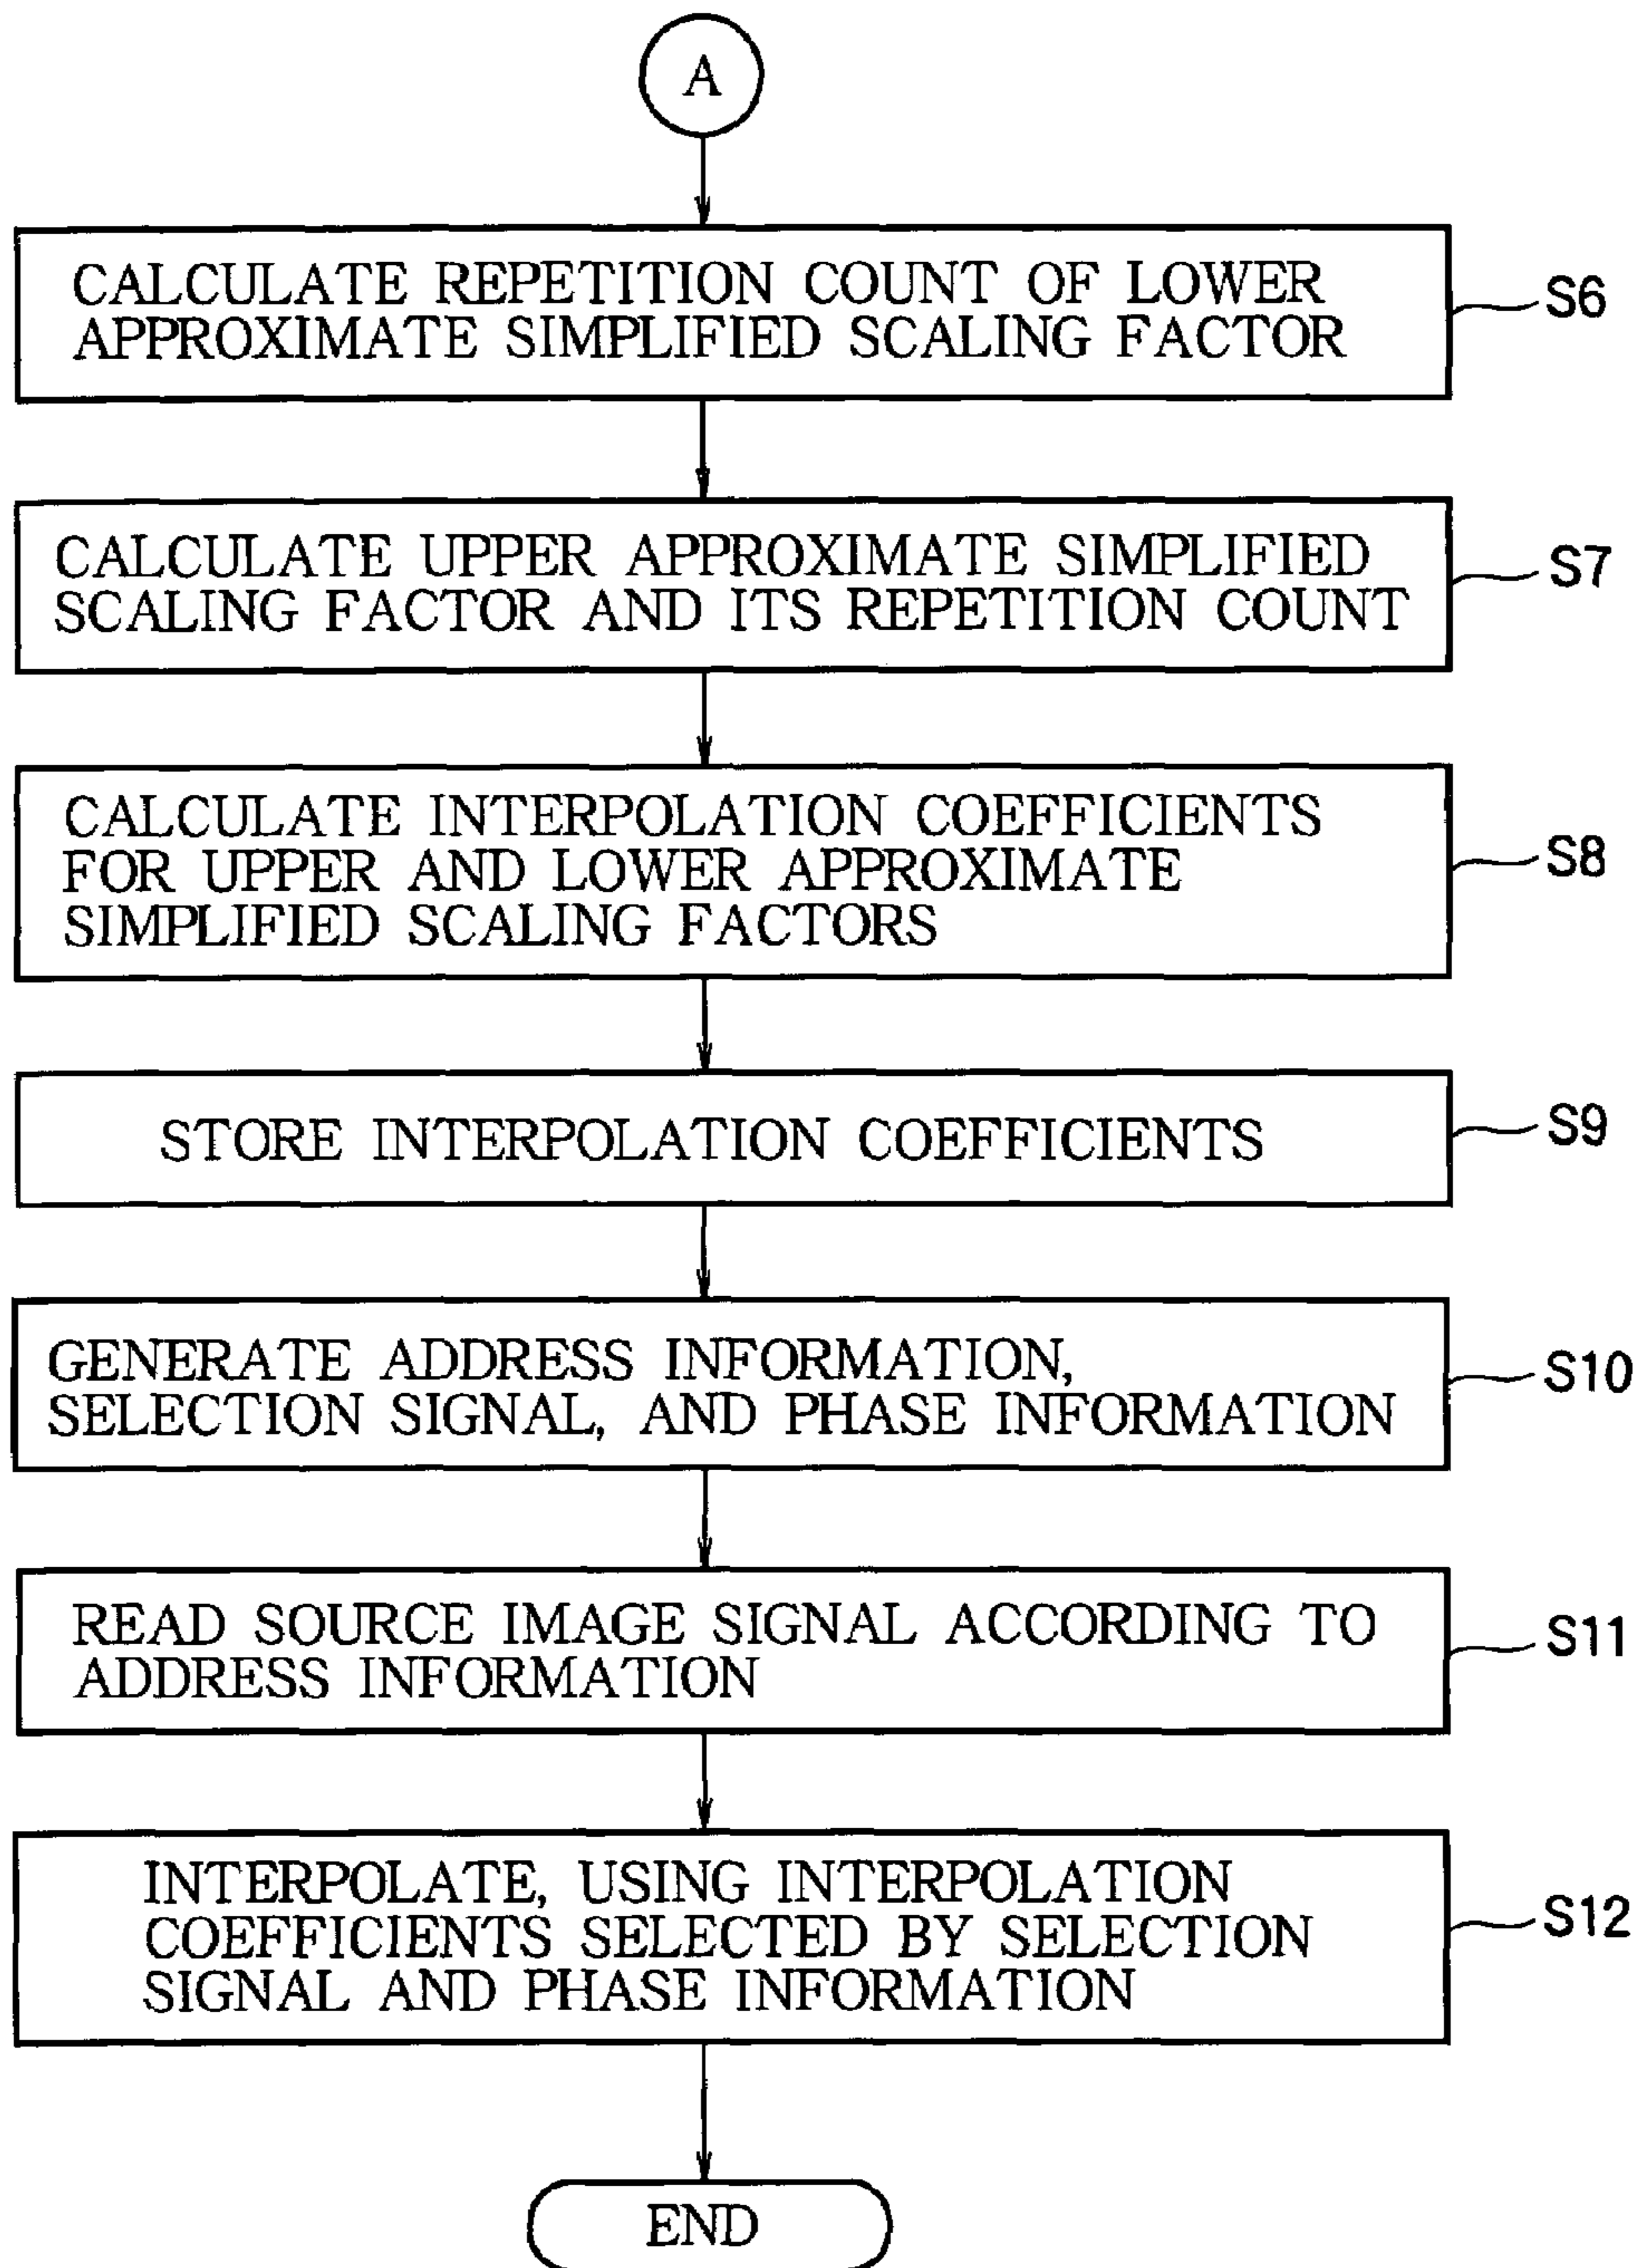 A
CALCULATE REPETITION COUNT OF LOWER
APPROXIMATE SIMPLIFIED SCALING FACTOR
S6
CALCULATE UPPER APPROXIMATE SIMPLIFIED
SCALING FACTOR AND ITS REPETITION COUNT
S7
CALCULATE INTERPOLATION COEFFICIENTS
FOR UPPER AND LOWER APPROXIMATE
SIMPLIFIED SCALING FACTORS
S8
STORE INTERPOLATION COEFFICIENTS
S9
GENERATE ADDRESS INFORMATION,
SELECTION SIGNAL, AND PHASE INFORMATION
S10
READ SOURCE IMAGE SIGNAL ACCORDING TO
ADDRESS INFORMATION
S11
INTERPOLATE, USING INTERPOLATION
COEFFICIENTS SELECTED BY SELECTION
SIGNAL AND PHASE INFORMATION
S12
END